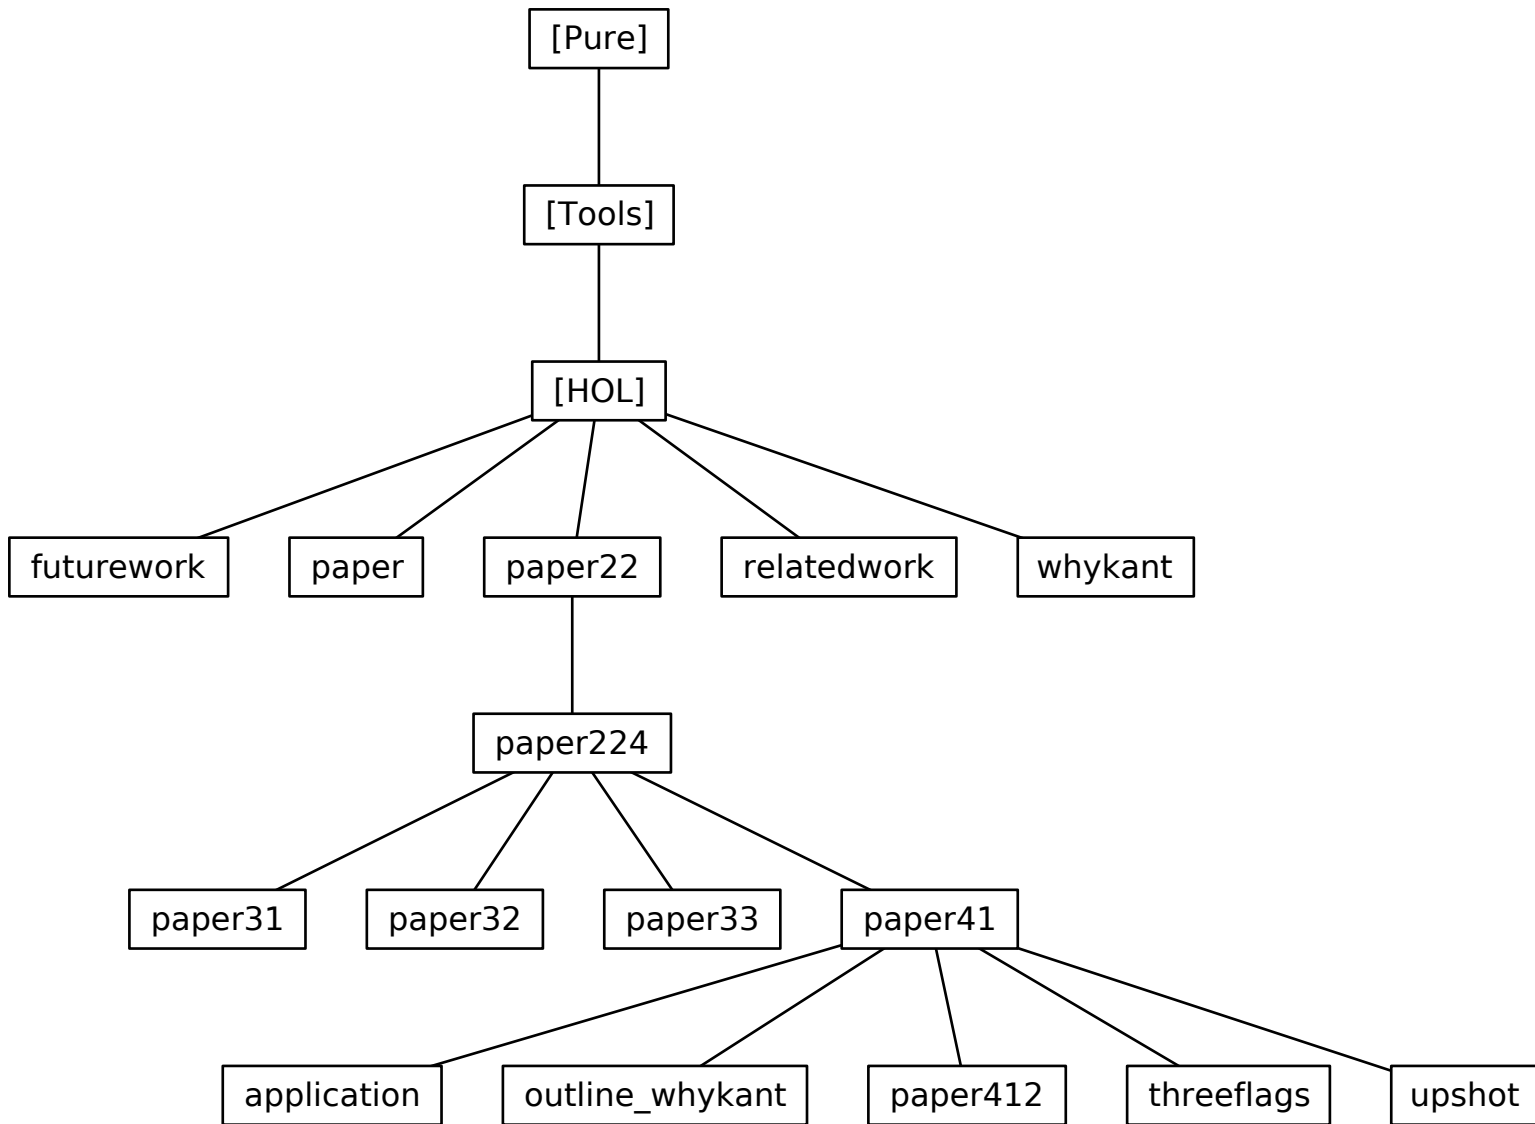 [Pure]
[Tools]
[HOL]
futurework paper paper22 relatedwork whykant
paper224
paper31 paper32 paper33 paper41
application outline_whykant paper412 threeflags upshot